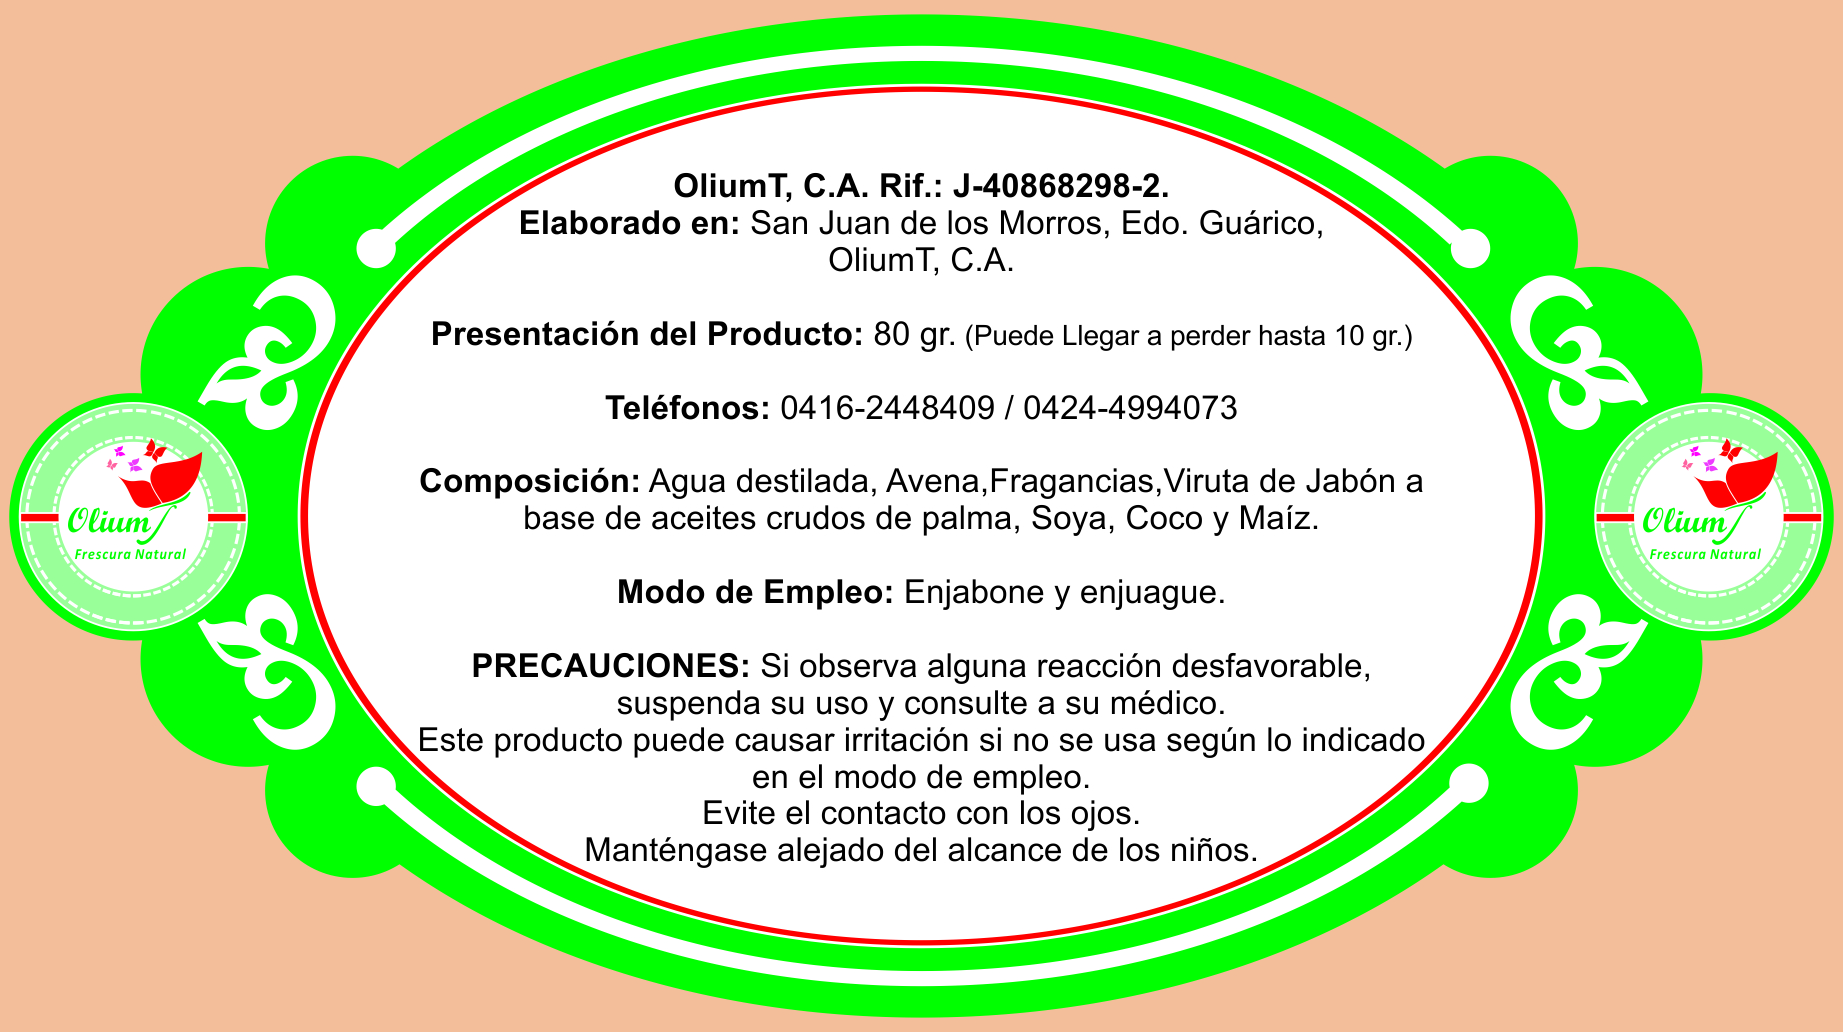 OliumT, C.A. Rif.: J-40868298-2.
Elaborado en: San Juan de los Morros, Edo. Guárico,
OliumT, C.A.
Presentación del Producto: 80 gr. (Puede Llegar a perder hasta 10 gr.)
Teléfonos: 0416-2448409 / 0424-4994073
Composición: Agua destilada, Avena,Fragancias,Viruta de Jabón a
base de aceites crudos de palma, Soya, Coco y Maíz.
Modo de Empleo: Enjabone y enjuague.
PRECAUCIONES: Si observa alguna reacción desfavorable,
suspenda su uso y consulte a su médico.
Este producto puede causar irritación si no se usa según lo indicado
en el modo de empleo.
Evite el contacto con los ojos.
Manténgase alejado del alcance de los niños.
OliumT
Frescura Natural
OliumT
Frescura Natural